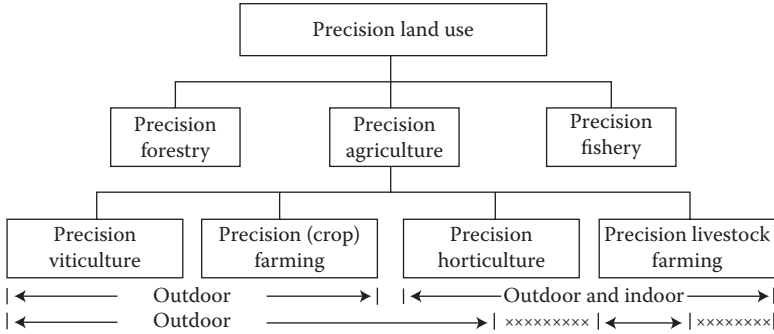 Precision land use
Precision
forestry
Precision
agriculture
Precision
fishery
Precision
viticulture
Precision (crop)
farming
Precision
horticulture
Precision livestock
farming
Outdoor
Outdoor and indoor
Outdoor
×××××××××
××××××××